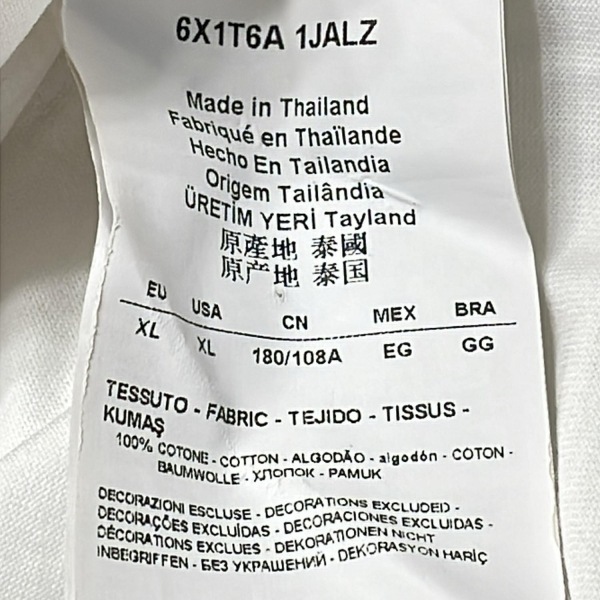 6X1T6A 1JALZ
Made in Thailand
Fabriqué en Thaïlande
Hecho En Tailandia
Origem Tailândia
ÜRETİM YERİ Tayland
原産地 泰國
原产地 泰国
EU USA CN MEX BRA
XL XL 180/108A EG GG
TESSUTO - FABRIC - TEJIDO - TISSUS -
KUMAŞ
100% COTONE - COTTON - ALGODÃO - algodón - COTON -
BAUMWOLLE - ХЛОПОК - PAMUK
DECORAZIONI ESCLUSE - DECORATIONS EXCLUDED -
DECORAÇÕES EXCLUÍDAS - DECORACIONES EXCLUIDAS -
DÉCORATIONS EXCLUES - DEKORATIONEN NICHT
INBEGRIFFEN - БЕЗ УКРАШЕНИЙ - DEKORASYON HARİÇ